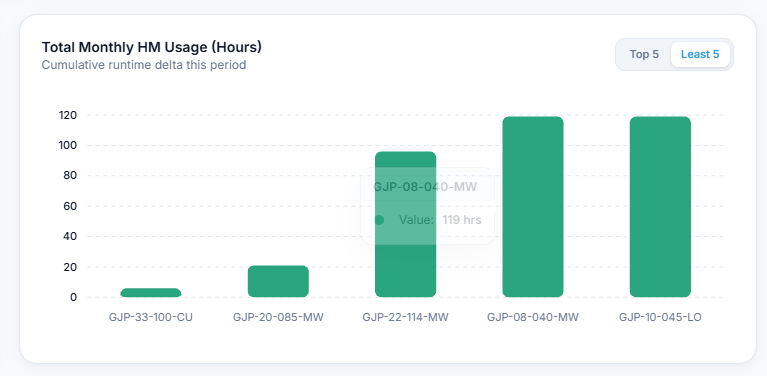 Total Monthly HM Usage (Hours)
Cumulative runtime delta this period
Top 5 Least 5
120
100
80
60
40
20
0
GJP-08-040-MW
Value: 119 hrs
GJP-33-100-CU GJP-20-085-MW GJP-22-114-MW GJP-08-040-MW GJP-10-045-LO